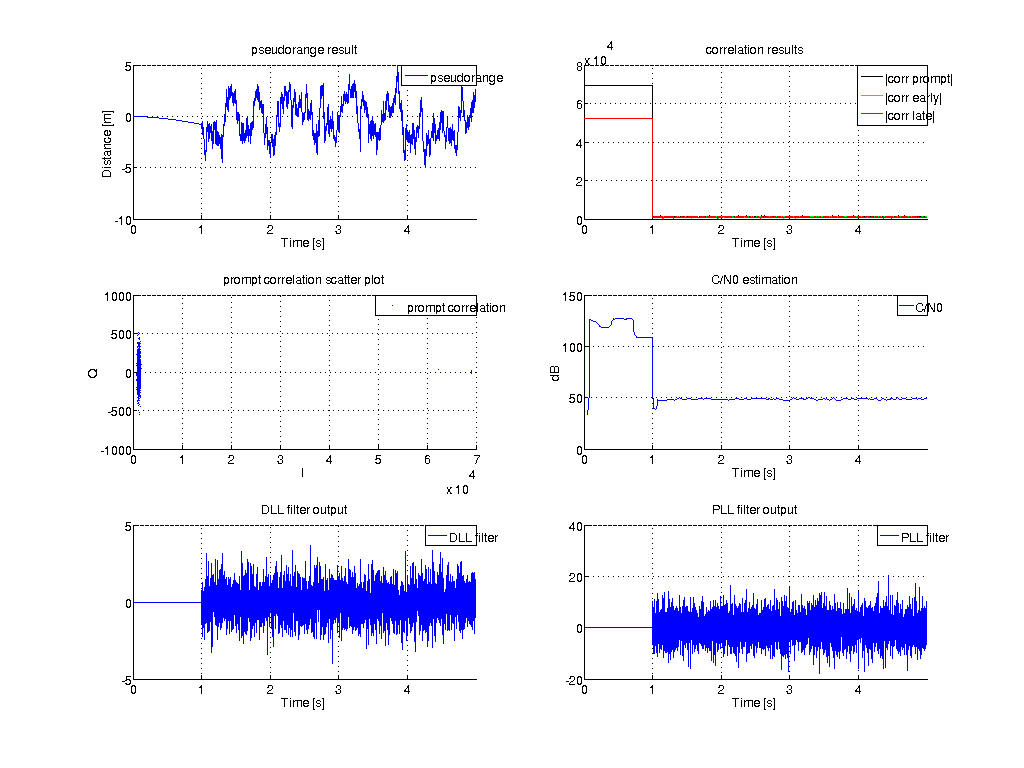 pseudorange result
5
0
-5
-10
Distance [m]
0 1 2 3 4
Time [s]
pseudorange
correlation results
x 10 4
8
6
4
2
0
0 1 2 3 4
Time [s]
|corr prompt|
|corr early|
|corr late|
prompt correlation scatter plot
1000
500
0
-500
-1000
Q
0 1 2 3 4 5 6 7
I
x 10 4
prompt correlation
C/N0 estimation
150
100
50
0
dB
0 1 2 3 4
Time [s]
C/N0
DLL filter output
5
0
-5
0 1 2 3 4
Time [s]
DLL filter
PLL filter output
40
20
0
-20
0 1 2 3 4
Time [s]
PLL filter